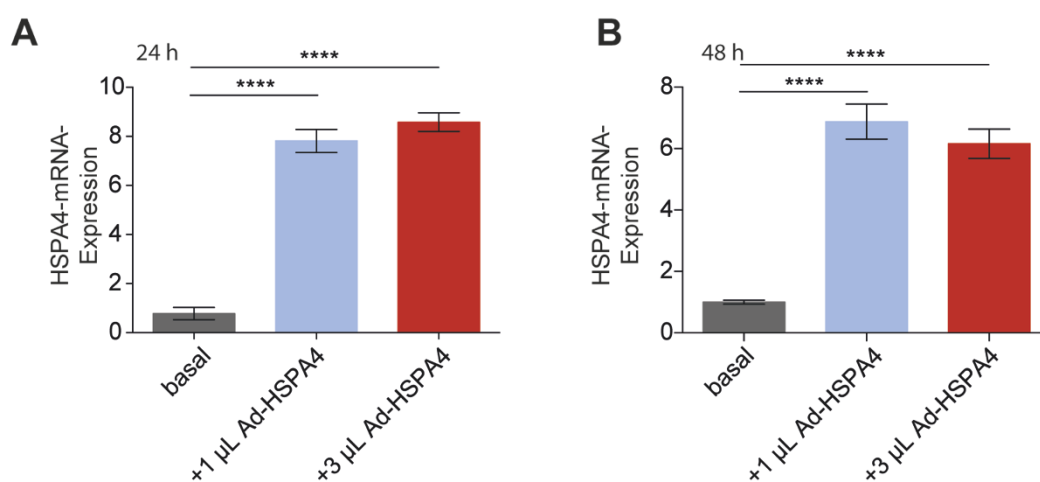 A
24 h
****
****
HSPA4-mRNA-
Expression
10
8
6
4
2
0
basal
+1 µL Ad-HSPA4
+3 µL Ad-HSPA4
B
48 h
****
****
HSPA4-mRNA-
Expression
8
6
4
2
0
basal
+1 µL Ad-HSPA4
+3 µL Ad-HSPA4